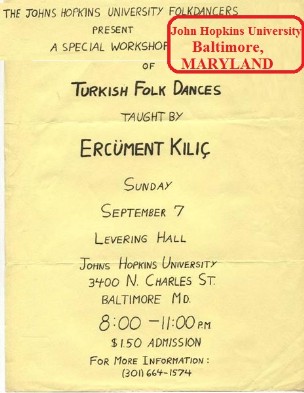 THE JOHNS HOPKINS UNIVERSITY FOLKDANCERS
PRESENT
A SPECIAL WORKSHOP
John Hopkins University
Baltimore,
MARYLAND
OF
TURKISH FOLK DANCES
TAUGHT BY
ERCÜMENT KILIÇ
SUNDAY
SEPTEMBER 7
LEVERING HALL
JOHNS HOPKINS UNIVERSITY
3400 N. CHARLES ST.
BALTIMORE MD.
8:00-11:00 P.M.
$1.50 ADMISSION
FOR MORE INFORMATION:
(301) 664-1574